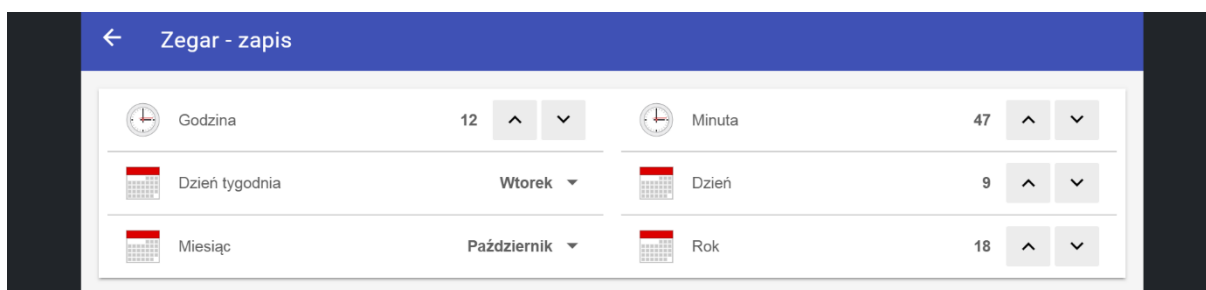 Zegar - zapis
Godzina 12 Minuta 47
Dzień tygodnia Wtorek Dzień 9
Miesiąc Październik Rok 18